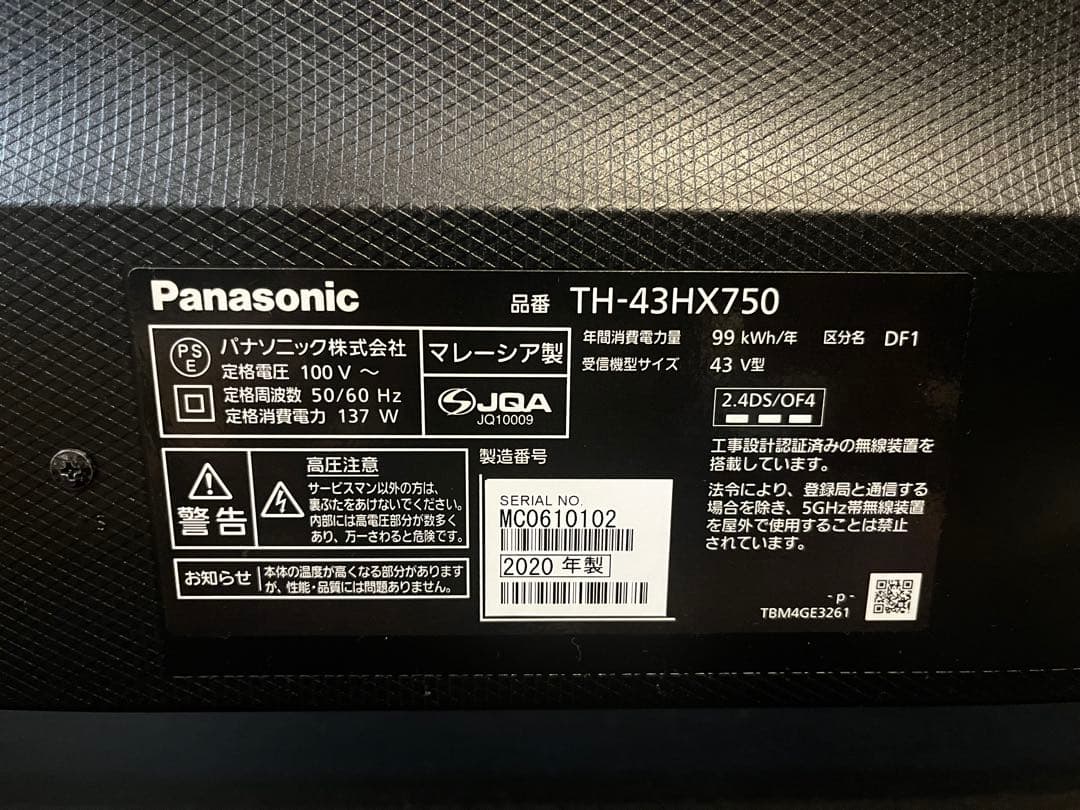 Panasonic
品番 TH-43HX750
PSE
パナソニック株式会社
定格電圧 100 V ～
定格周波数 50/60 Hz
定格消費電力 137 W
マレーシア製
JQA
JQ10009
年間消費電力量 99 kWh/年 区分名 DF1
受信機型サイズ 43 V型
2.4DS/OF4
工事設計認証済みの無線装置を
搭載しています。
法令により、登録局と通信する
場合を除き、5GHz帯無線装置
を屋外で使用することは禁止
されています。
警告
高圧注意
サービスマン以外の方は、
裏ぶたをあけないでください。
内部には高電圧部分が数多く
あり、万一さわると危険です。
お知らせ
本体の温度が高くなる部分があります
が、性能・品質には問題ありません。
製造番号
SERIAL NO.
MC0610102
2020 年製
-p-
TBM4GE3261